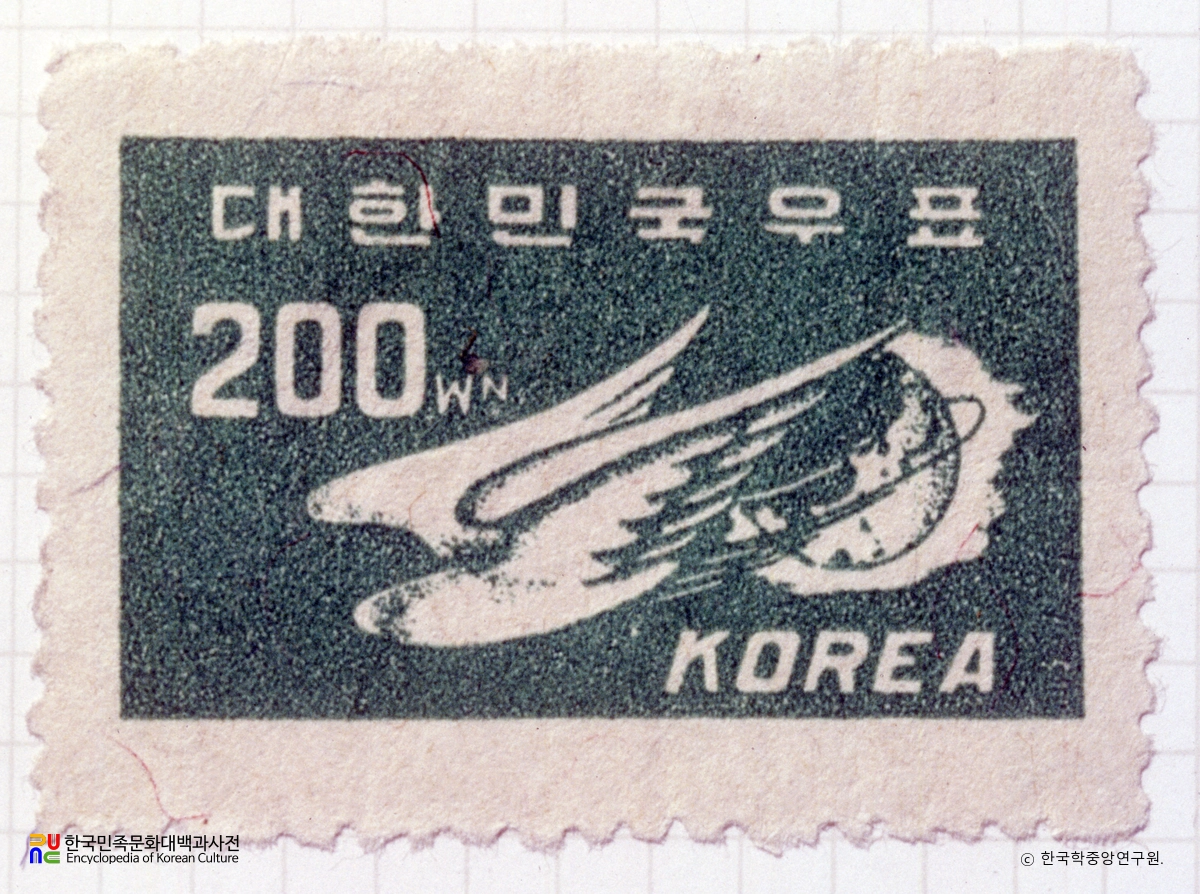 대한민국우표
200WN
KOREA
한국민족문화대백과사전
Encyclopedia of Korean Culture
© 한국학중앙연구원.